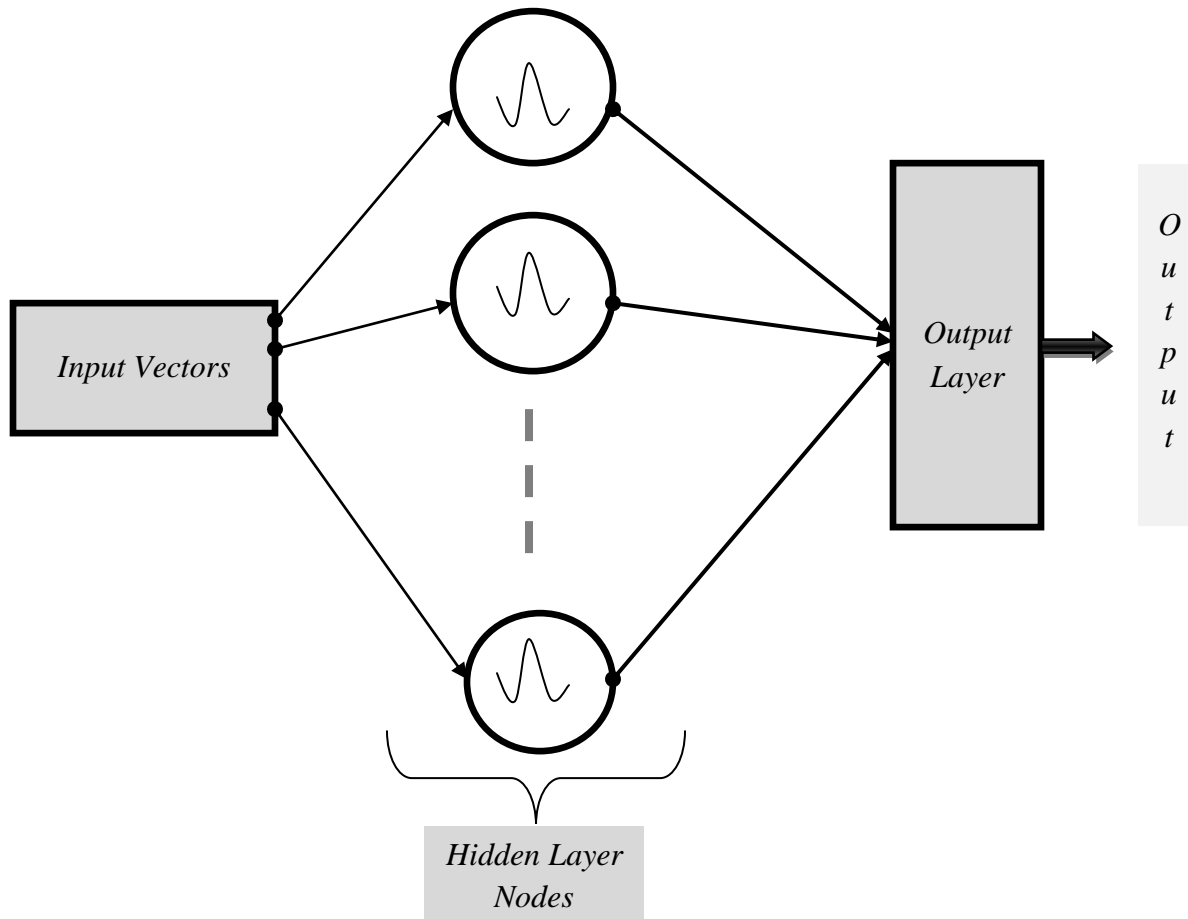 Input Vectors
Output
Layer
O
u
t
p
u
t
Hidden Layer
Nodes